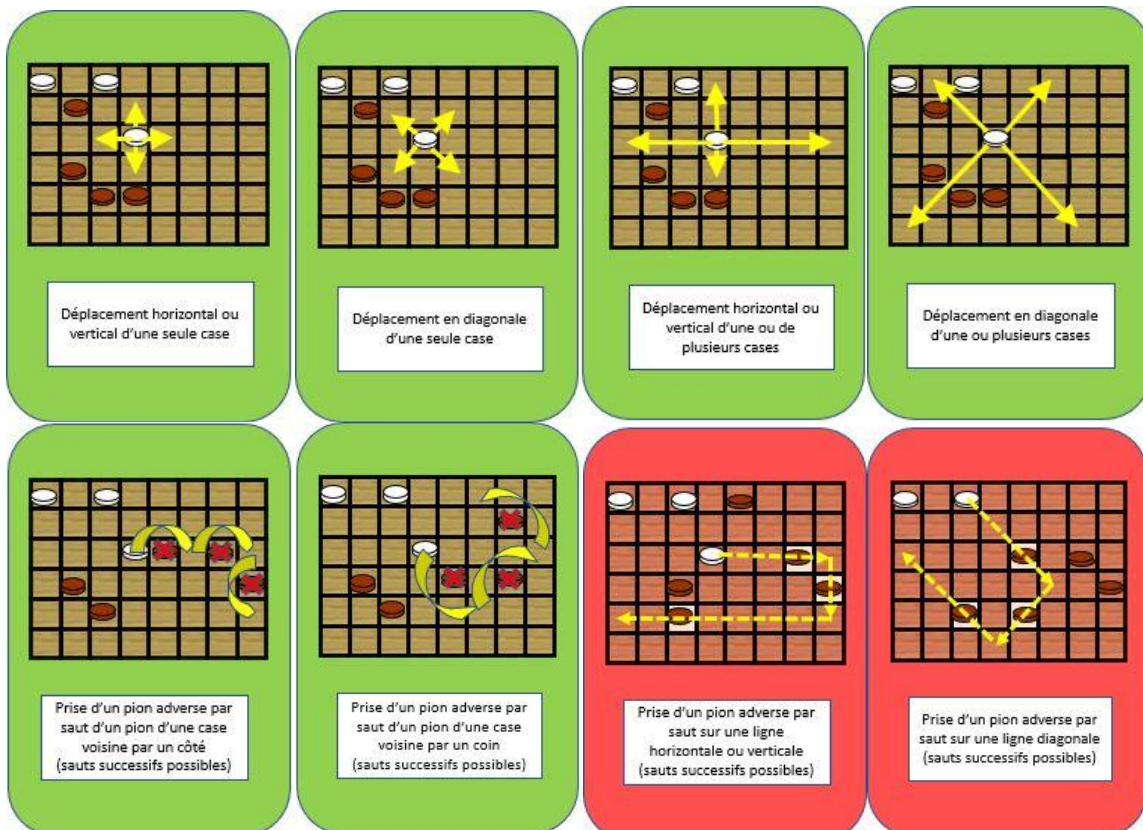 Déplacement horizontal ou
vertical d'une seule case
Déplacement en diagonale
d'une seule case
Déplacement horizontal ou
vertical d'une ou de
plusieurs cases
Déplacement en diagonale
d'une ou plusieurs cases
Prise d'un pion adverse par
saut d'un pion d'une case
voisine par un côté
(sauts successifs possibles)
Prise d'un pion adverse par
saut d'un pion d'une case
voisine par un coin
(sauts successifs possibles)
Prise d'un pion adverse par
saut sur une ligne
horizontale ou verticale
(sauts successifs possibles)
Prise d'un pion adverse par
saut sur une ligne diagonale
(sauts successifs possibles)